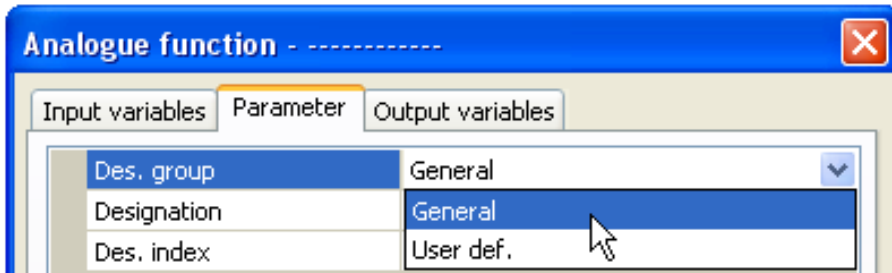 Analogue function - ------------
Input variables Parameter Output variables
Des. group General
Designation General
Des. index User def.